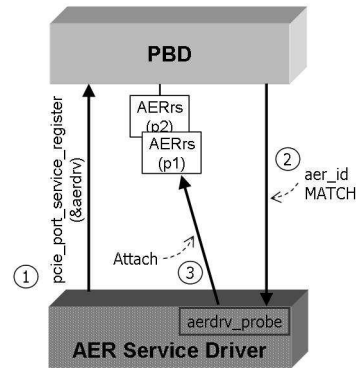 PBD
AERrs
(p2)
AERrs
(p1)
pcie_port_service_register
(&aerdrv)
2
aer_id
MATCH
Attach
1
3
aerdrv_probe
AER Service Driver